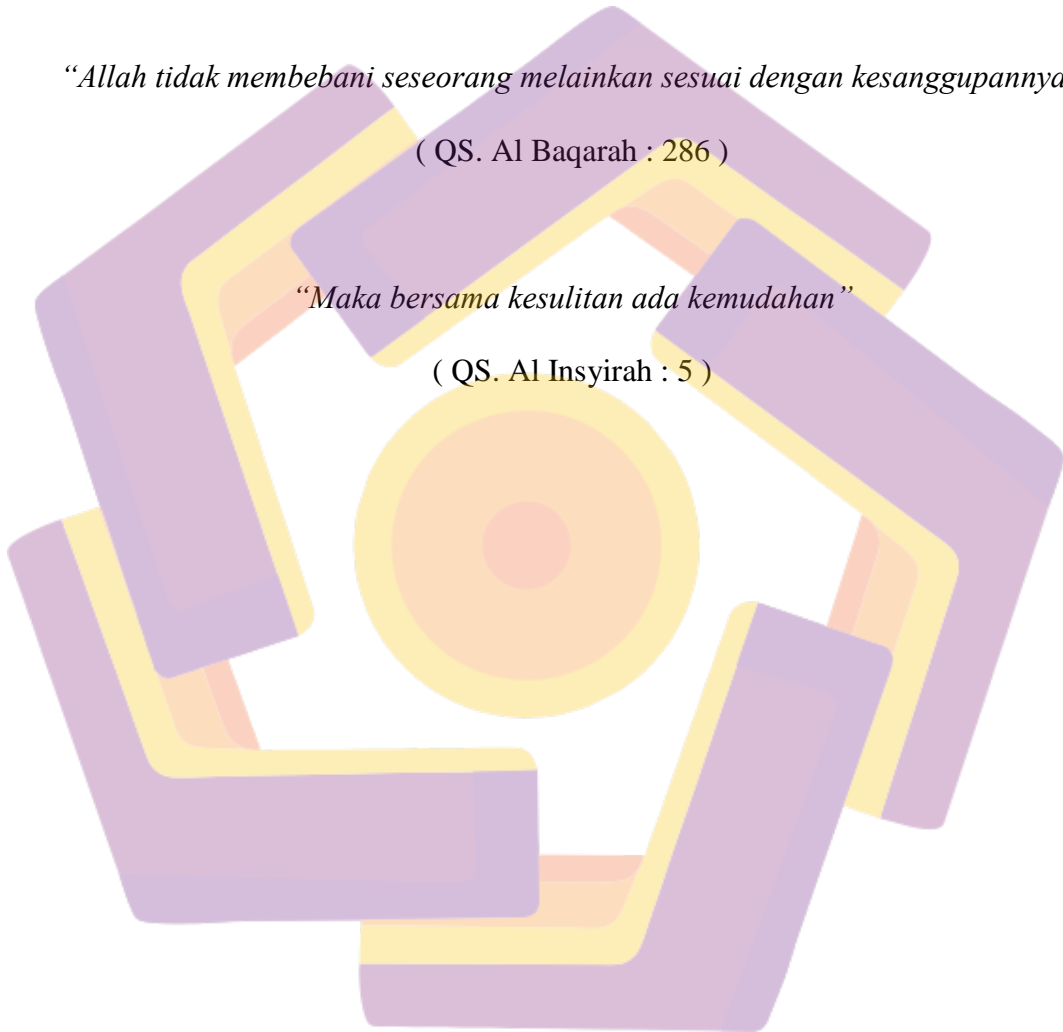 “Allah tidak membebani seseorang melainkan sesuai dengan kesanggupannya
( QS. Al Baqarah : 286 )
“Maka bersama kesulitan ada kemudahan”
( QS. Al Insyirah : 5 )